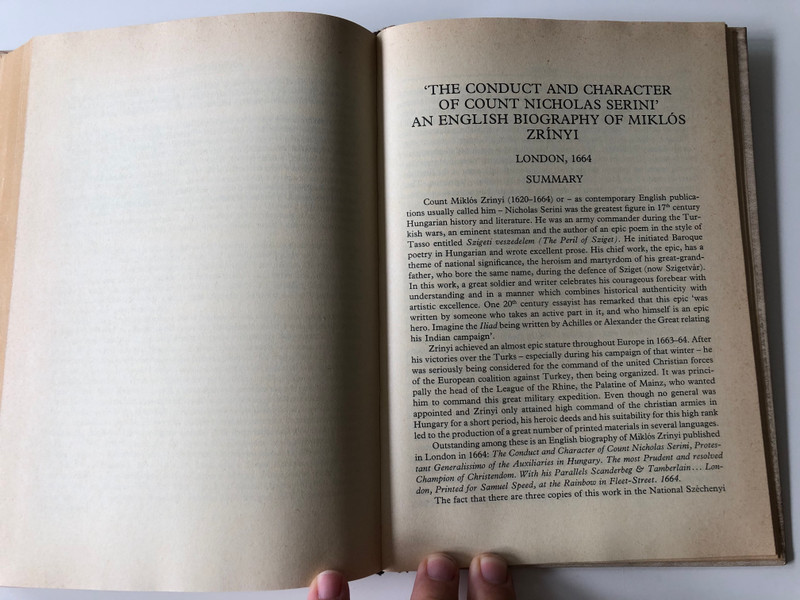 ‘THE CONDUCT AND CHARACTER
OF COUNT NICHOLAS SERINI’
AN ENGLISH BIOGRAPHY OF MIKLÓS
ZRÍNYI
LONDON, 1664
SUMMARY
Count Miklós Zrinyi (1620–1664) or – as contemporary English publica-
tions usually called him – Nicholas Serini was the greatest figure in 17th century
Hungarian history and literature. He was an army commander during the Tur-
kish wars, an eminent statesman and the author of an epic poem in the style of
Tasso entitled Szigeti veszedelem (The Peril of Sziget). He initiated Baroque
poetry in Hungarian and wrote excellent prose. His chief work, the epic, has a
theme of national significance, the heroism and martyrdom of his great-grand-
father, who bore the same name, during the defence of Sziget (now Szigetvár).
In this work, a great soldier and writer celebrates his courageous forebear with
understanding and in a manner which combines historical authenticity with
artistic excellence. One 20th century essayist has remarked that this epic ‘was
written by someone who takes an active part in it, and who himself is an epic
hero. Imagine the Iliad being written by Achilles or Alexander the Great relating
his Indian campaign’.
Zrinyi achieved an almost epic stature throughout Europe in 1663–64. After
his victories over the Turks – especially during his campaign of that winter – he
was seriously being considered for the command of the united Christian forces
of the European coalition against Turkey, then being organized. It was princi-
pally the head of the League of the Rhine, the Palatine of Mainz, who wanted
him to command this great military expedition. Even though no general was
appointed and Zrinyi only attained high command of the christian armies in
Hungary for a short period, his heroic deeds and his suitability for this high rank
led to the production of a great number of printed materials in several languages.
Outstanding among these is an English biography of Miklós Zrinyi published
in London in 1664: The Conduct and Character of Count Nicholas Serini, Protes-
tant Generalissimo of the Auxiliaries in Hungary. The most Prudent and resolved
Champion of Christendom. With his Parallels Scanderbeg & Tamberlain... Lon-
don, Printed for Samuel Speed, at the Rainbow in Fleet-Street. 1664.
The fact that there are three copies of this work in the National Széchenyi